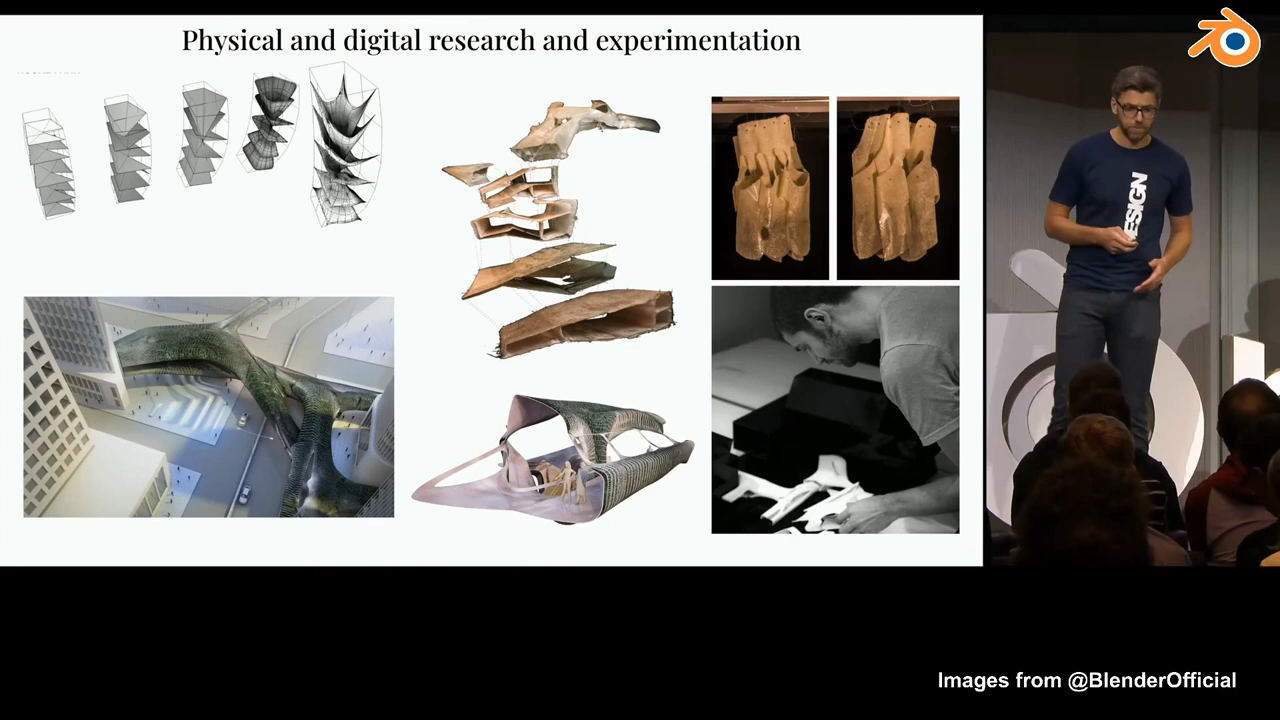 Physical and digital research and experimentation
ESIGN
Images from @BlenderOfficial